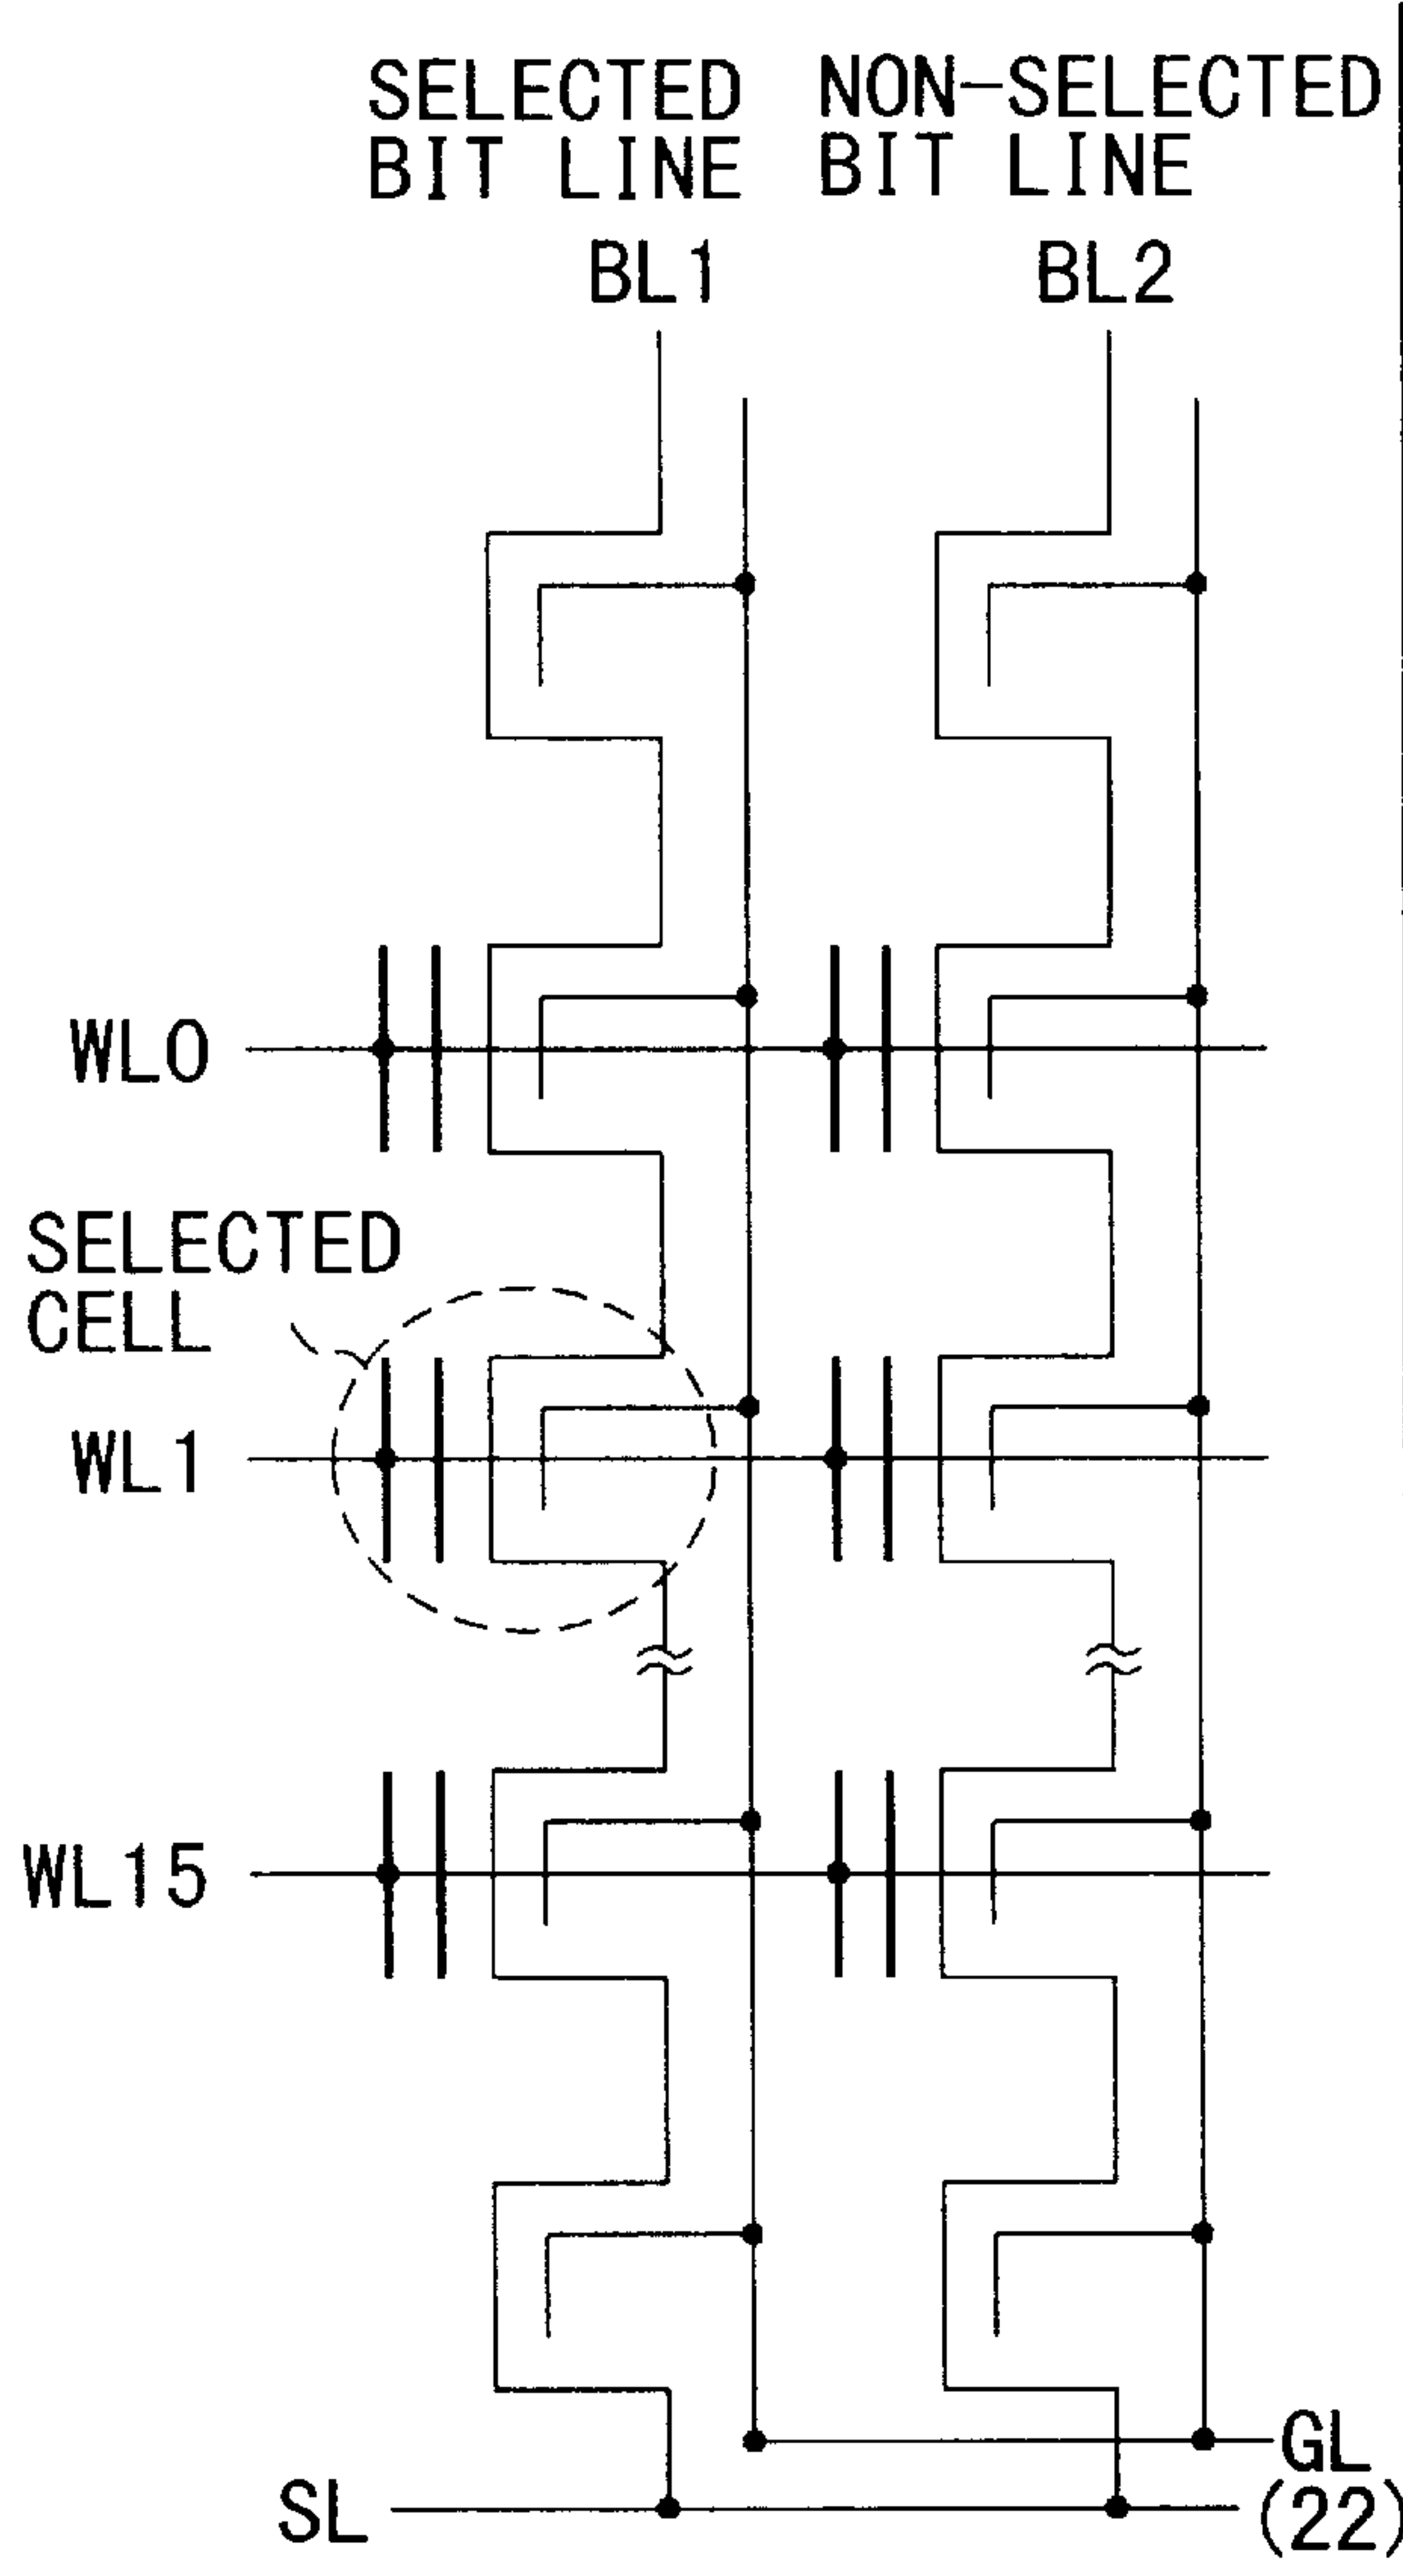 SELECTED
BIT LINE
NON-SELECTED
BIT LINE
BL1
BL2
WL0
SELECTED
CELL
WL1
WL15
GL
(22)
SL